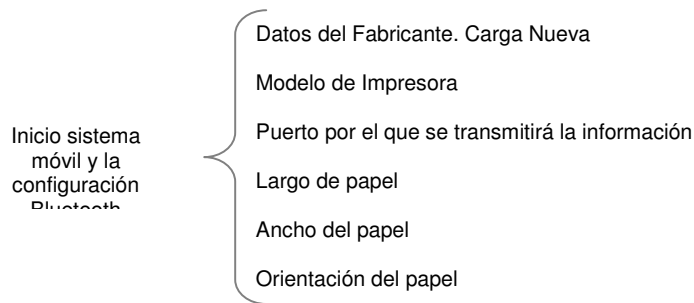 Inicio sistema
móvil y la
configuración
Bluetooth
Datos del Fabricante. Carga Nueva
Modelo de Impresora
Puerto por el que se transmitirá la información
Largo de papel
Ancho del papel
Orientación del papel